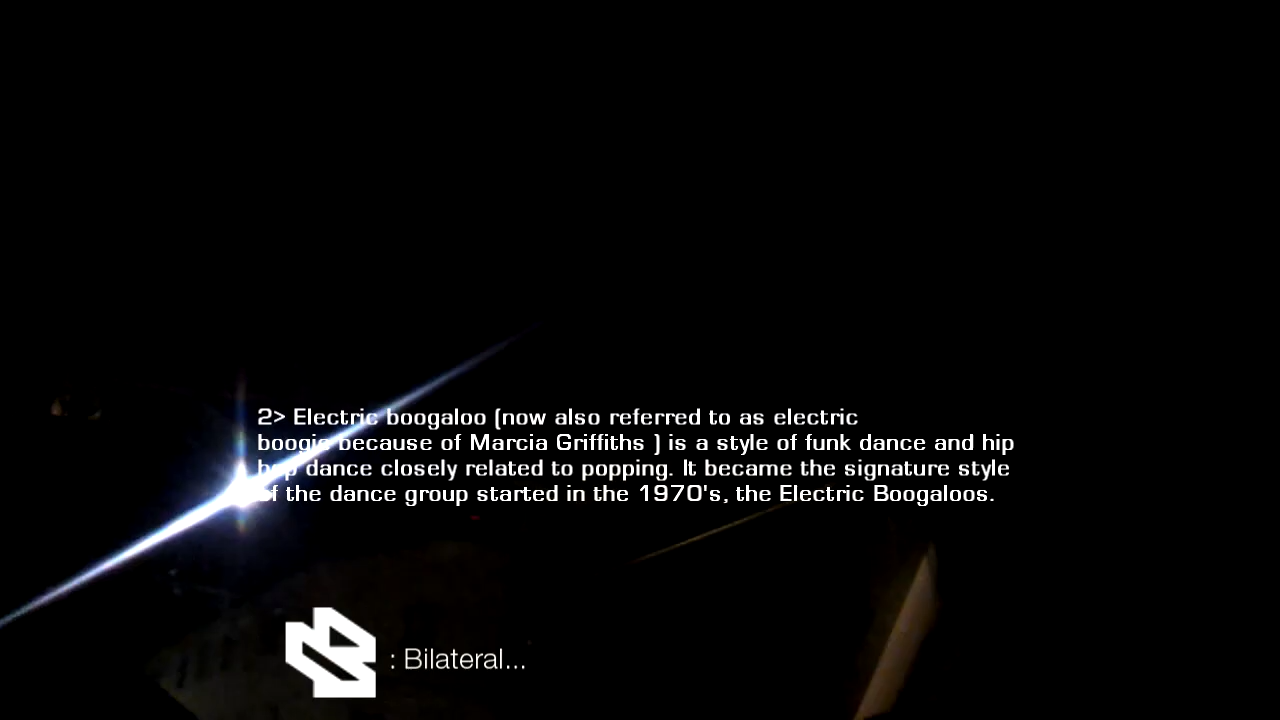 2> Electric boogaloo (now also referred to as electric
boogie because of Marcia Griffiths ) is a style of funk dance and hip
hop dance closely related to popping. It became the signature style
of the dance group started in the 1970's, the Electric Boogaloos.
: Bilateral...